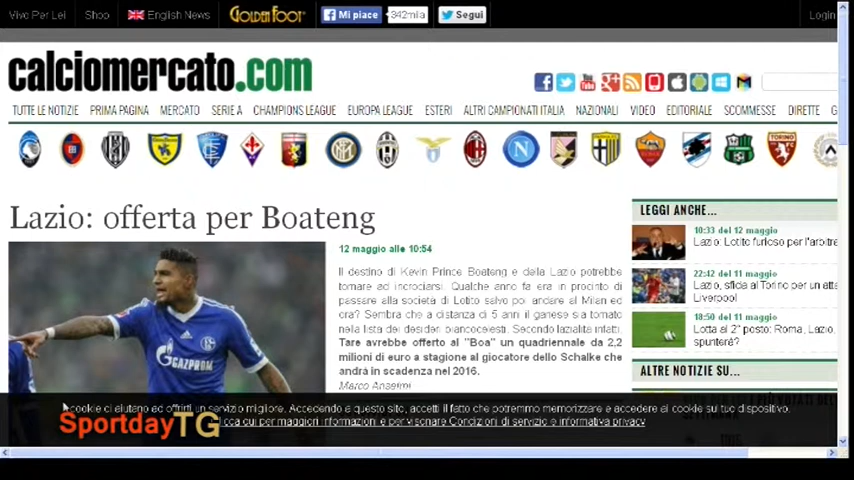 Vivo Per Lei Shop English News GOLDEN FOOT Mi piace 342mila Segui Login
calciomercato.com
TUTTE LE NOTIZIE PRIMA PAGINA MERCATO SERIE A CHAMPIONS LEAGUE EUROPA LEAGUE ESTERI ALTRI CAMPIONATI ITALIA NAZIONALI VIDEO EDITORIALE SCOMMESSE DIRETTE G
Lazio: offerta per Boateng
12 maggio alle 10:54
Il destino di Kevin Prince Boateng e della Lazio potrebbe
tornare ad incrociarsi. Qualche anno fa era in procinto di
passare alla società di Lotito salvo poi andare al Milan ed
ora? Sembra che a distanza di 5 anni il ganese sia tornato
nella lista dei desideri biancocelesti. Secondo lazialità infatti,
Tare avrebbe offerto al "Boa" un quadriennale da 2,2
milioni di euro a stagione al giocatore dello Schalke che
andrà in scadenza nel 2016.
Marco Anselmi
GAZPROM
LEGGI ANCHE...
10:33 del 12 maggio
Lazio: Lotito furioso per l'arbitra
22:42 del 11 maggio
Lazio, sfida al Torino per un atta
Liverpool
18:50 del 11 maggio
Lotta al 2° posto: Roma, Lazio,
spunterà?
ALTRE NOTIZIE SU...
cookie ci aiutano ad offrirti un servizio migliore. Accedendo a questo sito, accetti il fatto che potremmo memorizzare e accedere ai cookie sul tuo dispositivo.
cca qui per maggiori informazioni e per visionare Condizioni di servizio e informativa privacy
SportdayTG